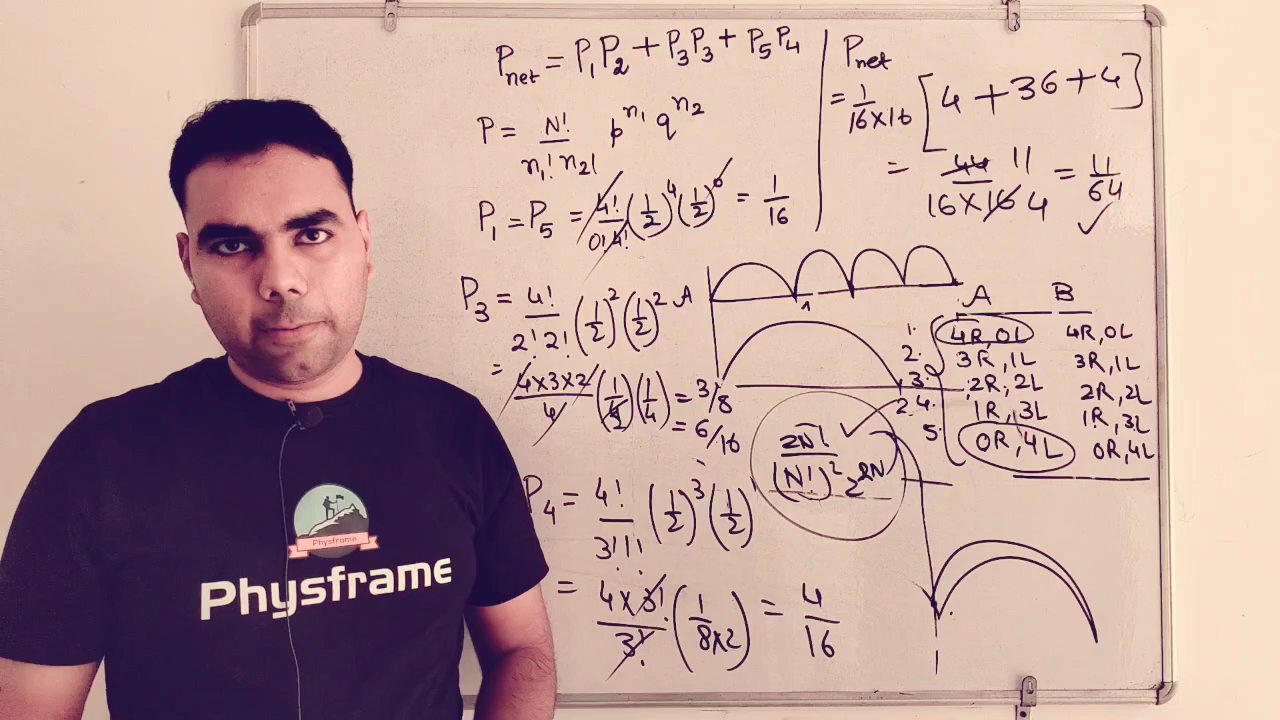 P_net = P₁P₂ + P₃P₃ + P₅P₄
P = N!/(n₁! n₂!) p^n₁ q^n₂
P₁ = P₅ = 4!/(0! 4!) (1/2)⁴ (1/2)⁰ = 1/16
P₃ = 4!/(2! 2!) (1/2)² (1/2)²
= 4×3×2/4 (1/4) (1/4) = 3/8
= 6/16
P₄ = 4!/(3! 1!) (1/2)³ (1/2)
= 4×3!/3! (1/(8×2)) = 4/16
P_net
= 1/(16×16) [4 + 36 + 4]
= 44/(16×16) 11 4 = 11/64 ✓
A
A B
1. 4R, 0L 4R, 0L
2. 3R, 1L 3R, 1L
3. 2R, 2L 2R, 2L
4. 1R, 3L 1R, 3L
5. 0R, 4L 0R, 4L
2N!/((N!)² 2^2N)
Physframe
Physframe